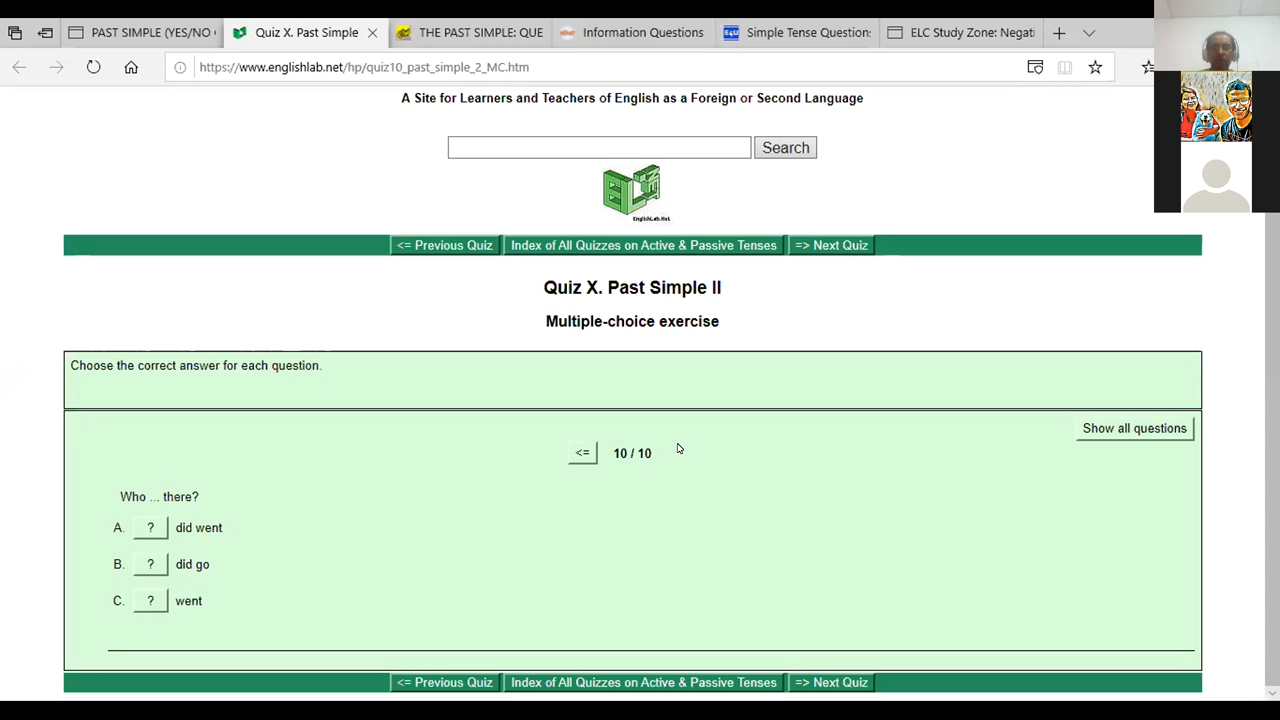 PAST SIMPLE (YES/NO
Quiz X. Past Simple
THE PAST SIMPLE: QUE
Information Questions
E4U
Simple Tense Question
ELC Study Zone: Negati
https://www.englishlab.net/hp/quiz10_past_simple_2_MC.htm
A Site for Learners and Teachers of English as a Foreign or Second Language
Search
EnglishLab.Net
<= Previous Quiz
Index of All Quizzes on Active & Passive Tenses
=> Next Quiz
Quiz X. Past Simple II
Multiple-choice exercise
Choose the correct answer for each question.
Show all questions
<= 10 / 10
Who ... there?
A. ? did went
B. ? did go
C. ? went
<= Previous Quiz
Index of All Quizzes on Active & Passive Tenses
=> Next Quiz